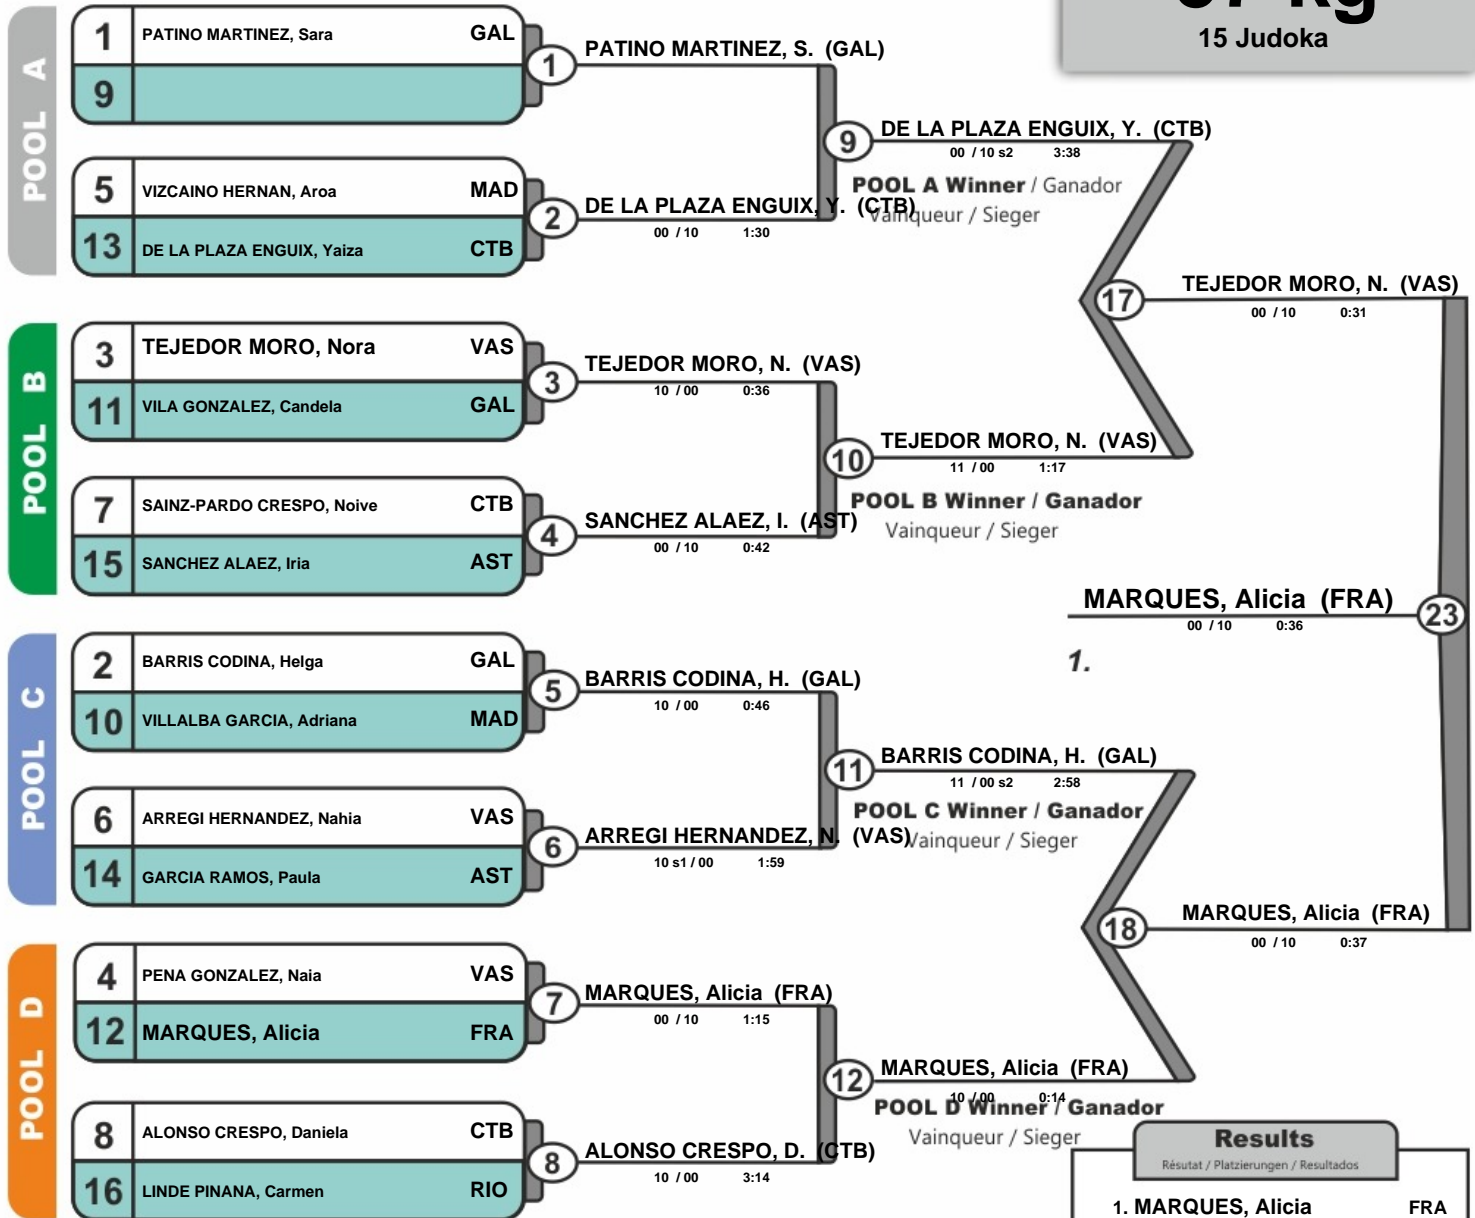 15 Judoka
POOL A
1 PATINO MARTINEZ, Sara GAL
9
1
PATINO MARTINEZ, S. (GAL)
5 VIZCAINO HERNAN, Aroa MAD
13 DE LA PLAZA ENGUIX, Yaiza CTB
2
DE LA PLAZA ENGUIX, Y. (CTB)
00 / 10 1:30
9
DE LA PLAZA ENGUIX, Y. (CTB)
00 / 10 s2 3:38
POOL A Winner / Ganador
Vainqueur / Sieger
POOL B
3 TEJEDOR MORO, Nora VAS
11 VILA GONZALEZ, Candela GAL
3
TEJEDOR MORO, N. (VAS)
10 / 00 0:36
7 SAINZ-PARDO CRESPO, Noive CTB
15 SANCHEZ ALAEZ, Iria AST
4
SANCHEZ ALAEZ, I. (AST)
00 / 10 0:42
10
TEJEDOR MORO, N. (VAS)
11 / 00 1:17
POOL B Winner / Ganador
Vainqueur / Sieger
17
TEJEDOR MORO, N. (VAS)
00 / 10 0:31
MARQUES, Alicia (FRA)
00 / 10 0:36
23
1.
POOL C
2 BARRIS CODINA, Helga GAL
10 VILLALBA GARCIA, Adriana MAD
5
BARRIS CODINA, H. (GAL)
10 / 00 0:46
6 ARREGI HERNANDEZ, Nahia VAS
14 GARCIA RAMOS, Paula AST
6
ARREGI HERNANDEZ, N. (VAS)
10 s1 / 00 1:59
11
BARRIS CODINA, H. (GAL)
11 / 00 s2 2:58
POOL C Winner / Ganador
Vainqueur / Sieger
18
MARQUES, Alicia (FRA)
00 / 10 0:37
POOL D
4 PENA GONZALEZ, Naia VAS
12 MARQUES, Alicia FRA
7
MARQUES, Alicia (FRA)
00 / 10 1:15
8 ALONSO CRESPO, Daniela CTB
16 LINDE PINANA, Carmen RIO
8
ALONSO CRESPO, D. (CTB)
10 / 00 3:14
12
MARQUES, Alicia (FRA)
10 / 00 0:14
POOL D Winner / Ganador
Vainqueur / Sieger
Results
Résutat / Platzierungen / Resultados
1. MARQUES, Alicia FRA